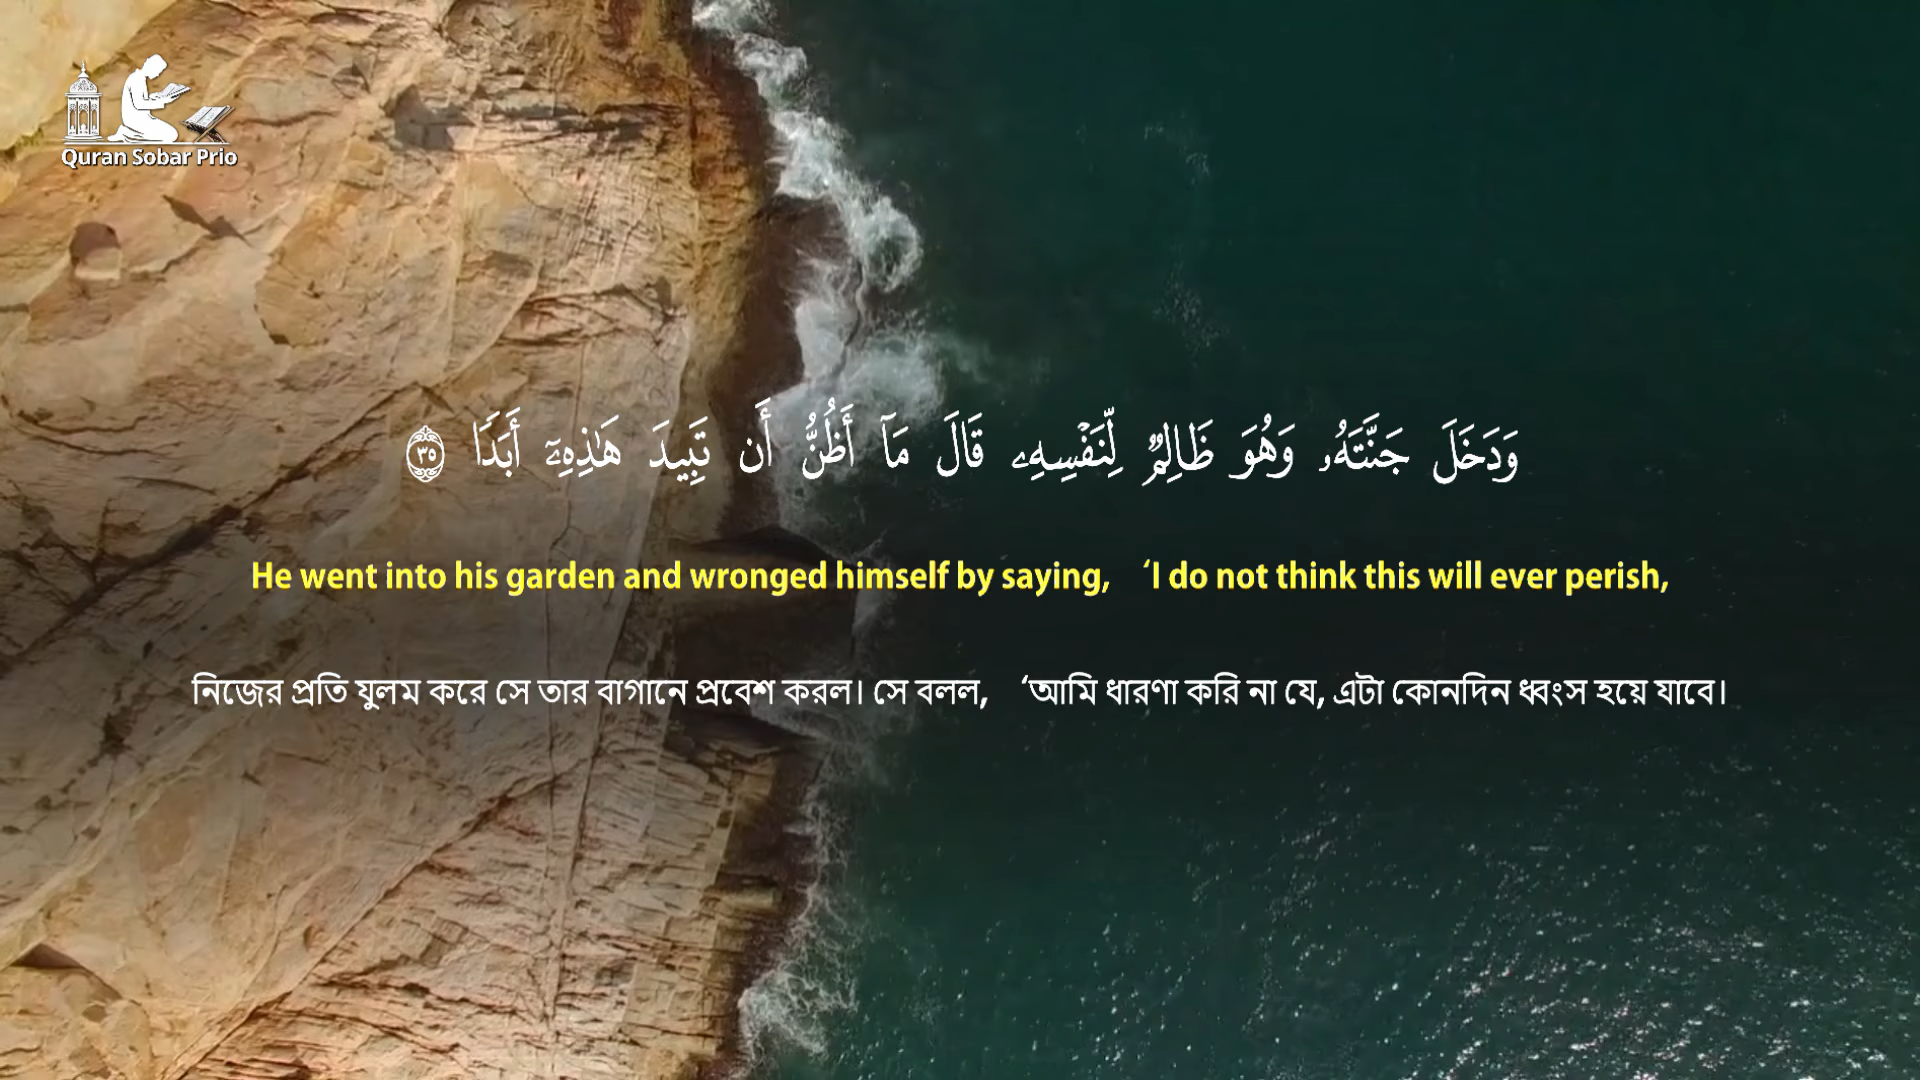 Quran Sobar Prio
وَدَخَلَ جَنَّتَهُۥ وَهُوَ ظَالِمٌ لِّنَفْسِهِۦ قَالَ مَآ أَظُنُّ أَن تَبِيدَ هَـٰذِهِۦٓ أَبَدًا ٣٥
He went into his garden and wronged himself by saying, ‘I do not think this will ever perish,
নিজের প্রতি যুলম করে সে তার বাগানে প্রবেশ করল। সে বলল, ‘আমি ধারণা করি না যে, এটা কোনদিন ধ্বংস হয়ে যাবে।